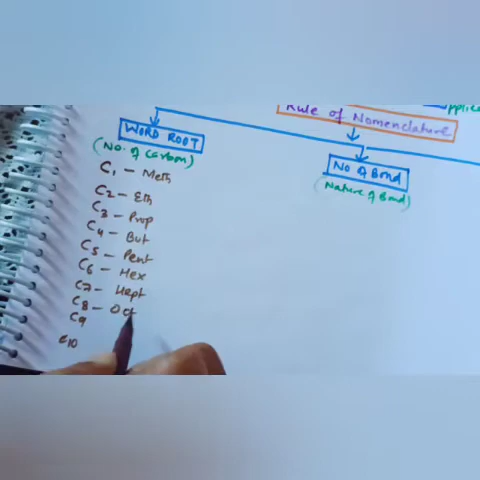 Applica
Rule of Nomenclature
WORD ROOT
(No. of Carbon)
No of Bond
(Nature of Bond)
C1 - Meth
C2 - Eth
C3 - Prop
C4 - But
C5 - Pent
C6 - Hex
C7 - Hept
C8 - Oct
C9
C10